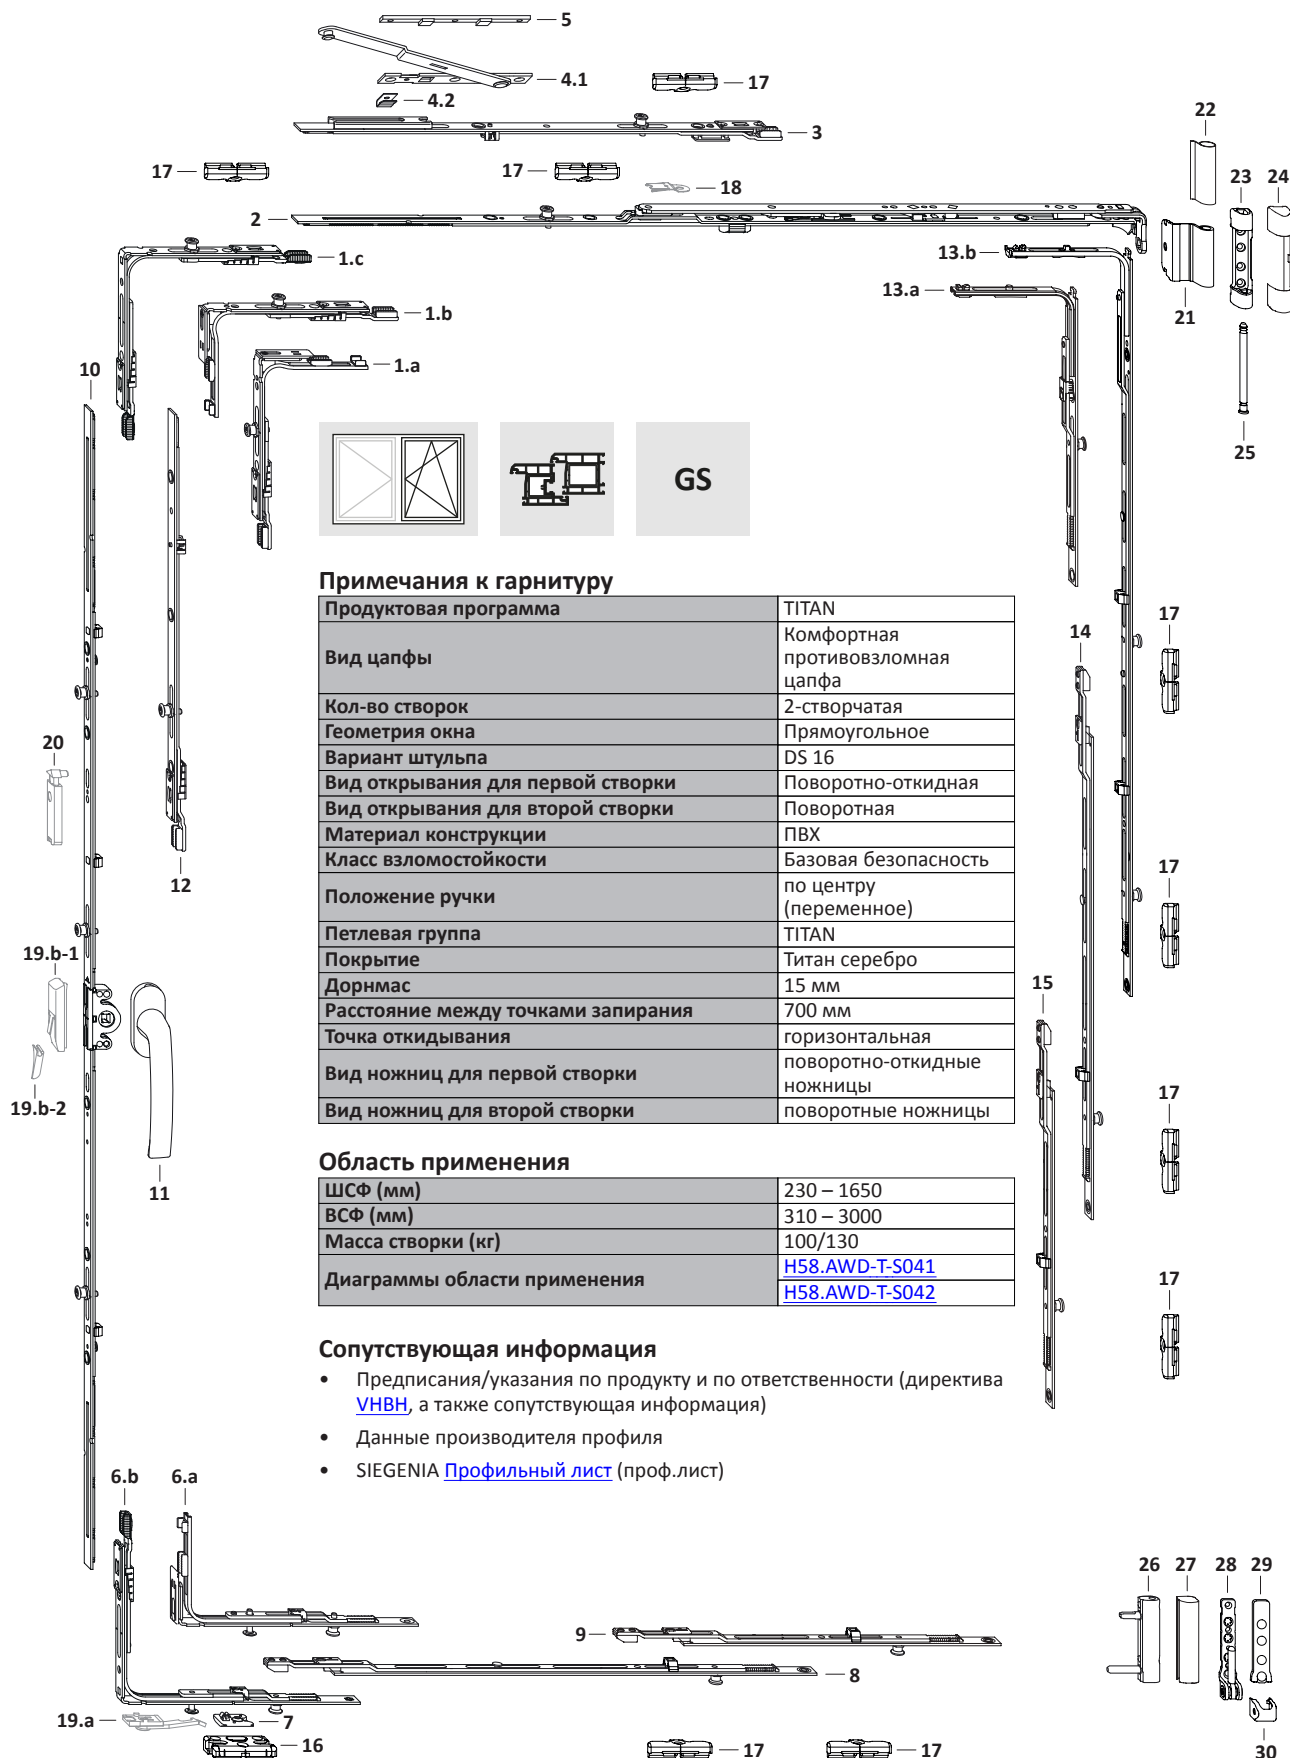 5
4.1
17
4.2
3
22
17
17
18
23
24
2
1.c
13.b
13.a
21
1.b
1.a
10
25
GS
Примечания к гарнитуру
Продуктовая программа TITAN
Вид цапфы Комфортная
противовзломная
цапфа
Кол-во створок 2-створчатая
Геометрия окна Прямоугольное
Вариант штульпа DS 16
Вид открывания для первой створки Поворотно-откидная
Вид открывания для второй створки Поворотная
Материал конструкции ПВХ
Класс взломостойкости Базовая безопасность
Положение ручки по центру
(переменное)
Петлевая группа TITAN
Покрытие Титан серебро
Дорнмас 15 мм
Расстояние между точками запирания 700 мм
Точка откидывания горизонтальная
Вид ножниц для первой створки поворотно-откидные
ножницы
Вид ножниц для второй створки поворотные ножницы
17
14
20
12
17
19.b-1
15
19.b-2
17
11
Область применения
ШСФ (мм) 230 – 1650
ВСФ (мм) 310 – 3000
Масса створки (кг) 100/130
Диаграммы области применения H58.AWD-T-S041
H58.AWD-T-S042
17
Сопутствующая информация
• Предписания/указания по продукту и по ответственности (директива
VHBH, а также сопутствующая информация)
• Данные производителя профиля
• SIEGENIA Профильный лист (проф.лист)
6.b
6.a
26
27
28
29
9
8
19.a
7
16
17
17
30